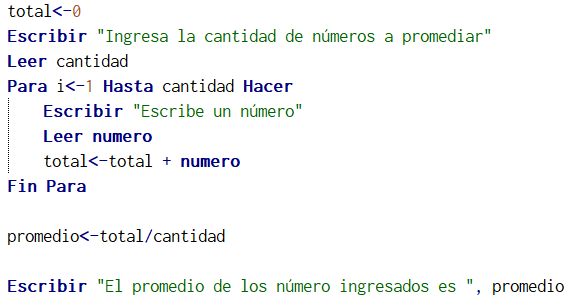 total<-0
Escribir "Ingresa la cantidad de números a promediar"
Leer cantidad
Para i<-1 Hasta cantidad Hacer
Escribir "Escribe un número"
Leer numero
total<-total + numero
Fin Para
promedio<-total/cantidad
Escribir "El promedio de los número ingresados es ", promedio